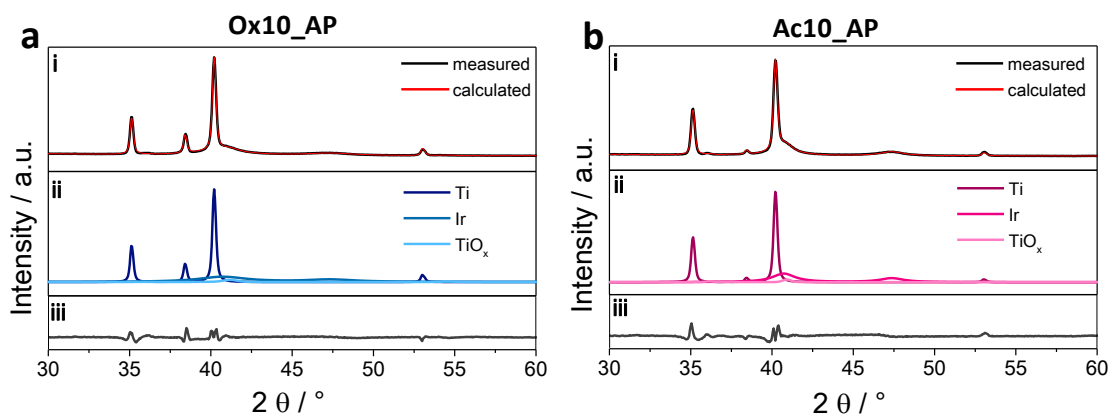 a
Ox10_AP
i
measured
calculated
ii
Ti
Ir
TiOx
iii
Intensity / a.u.
30 35 40 45 50 55 60
2 θ / °
b
Ac10_AP
i
measured
calculated
ii
Ti
Ir
TiOx
iii
Intensity / a.u.
30 35 40 45 50 55 60
2 θ / °